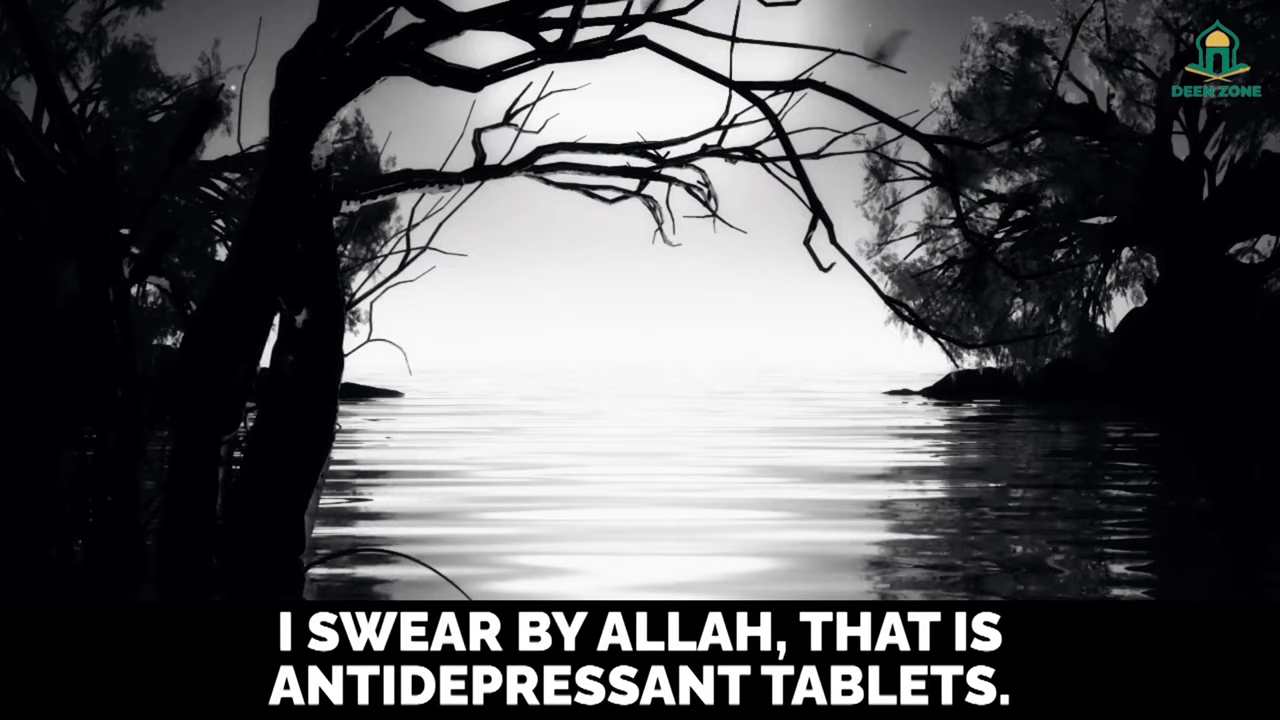 DEEN ZONE
I SWEAR BY ALLAH, THAT IS
ANTIDEPRESSANT TABLETS.